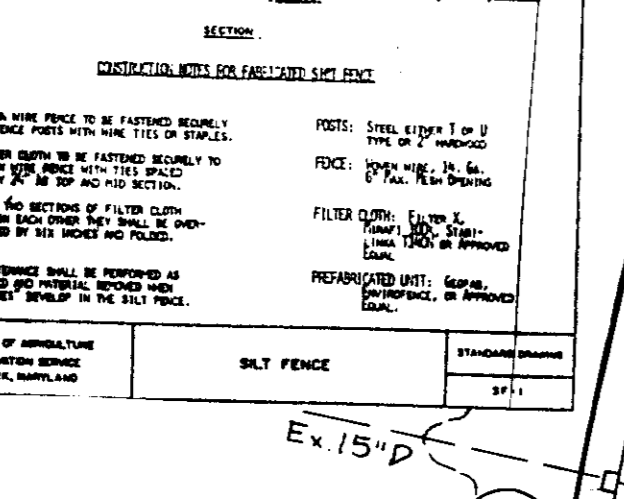 SECTION
CONSTRUCTION NOTES FOR FABRICATED SILT FENCE
WIRE FENCE TO BE FASTENED SECURELY
FENCE POSTS WITH WIRE TIES OR STAPLES.
CLOTH TO BE FASTENED SECURELY TO
WIRE FENCE WITH TIES SPACED
24" AT TOP AND MID SECTION.
TWO SECTIONS OF FILTER CLOTH
EACH OTHER THEY SHALL BE OVER-
BY SIX INCHES AND FOLDED.
SHALL BE PERFORMED AS
AND MATERIAL REMOVED WHEN
DEVELOP IN THE SILT FENCE.
POSTS: STEEL EITHER T OR U
TYPE OR 2" HARDWOOD
FENCE: WOVEN WIRE, 14. GA.
6" MAX. MESH OPENING
FILTER CLOTH: FILTER X,
MIRAFI 100X, STABI-
LINKA T140N OR APPROVED
EQUAL
PREFABRICATED UNIT: GEOFAB,
ENVIROFENCE, OR APPROVED
EQUAL.
OF AGRICULTURE
SERVICE
MARYLAND
SILT FENCE
STANDARD DRAWING
SF-1
Ex. 15"D